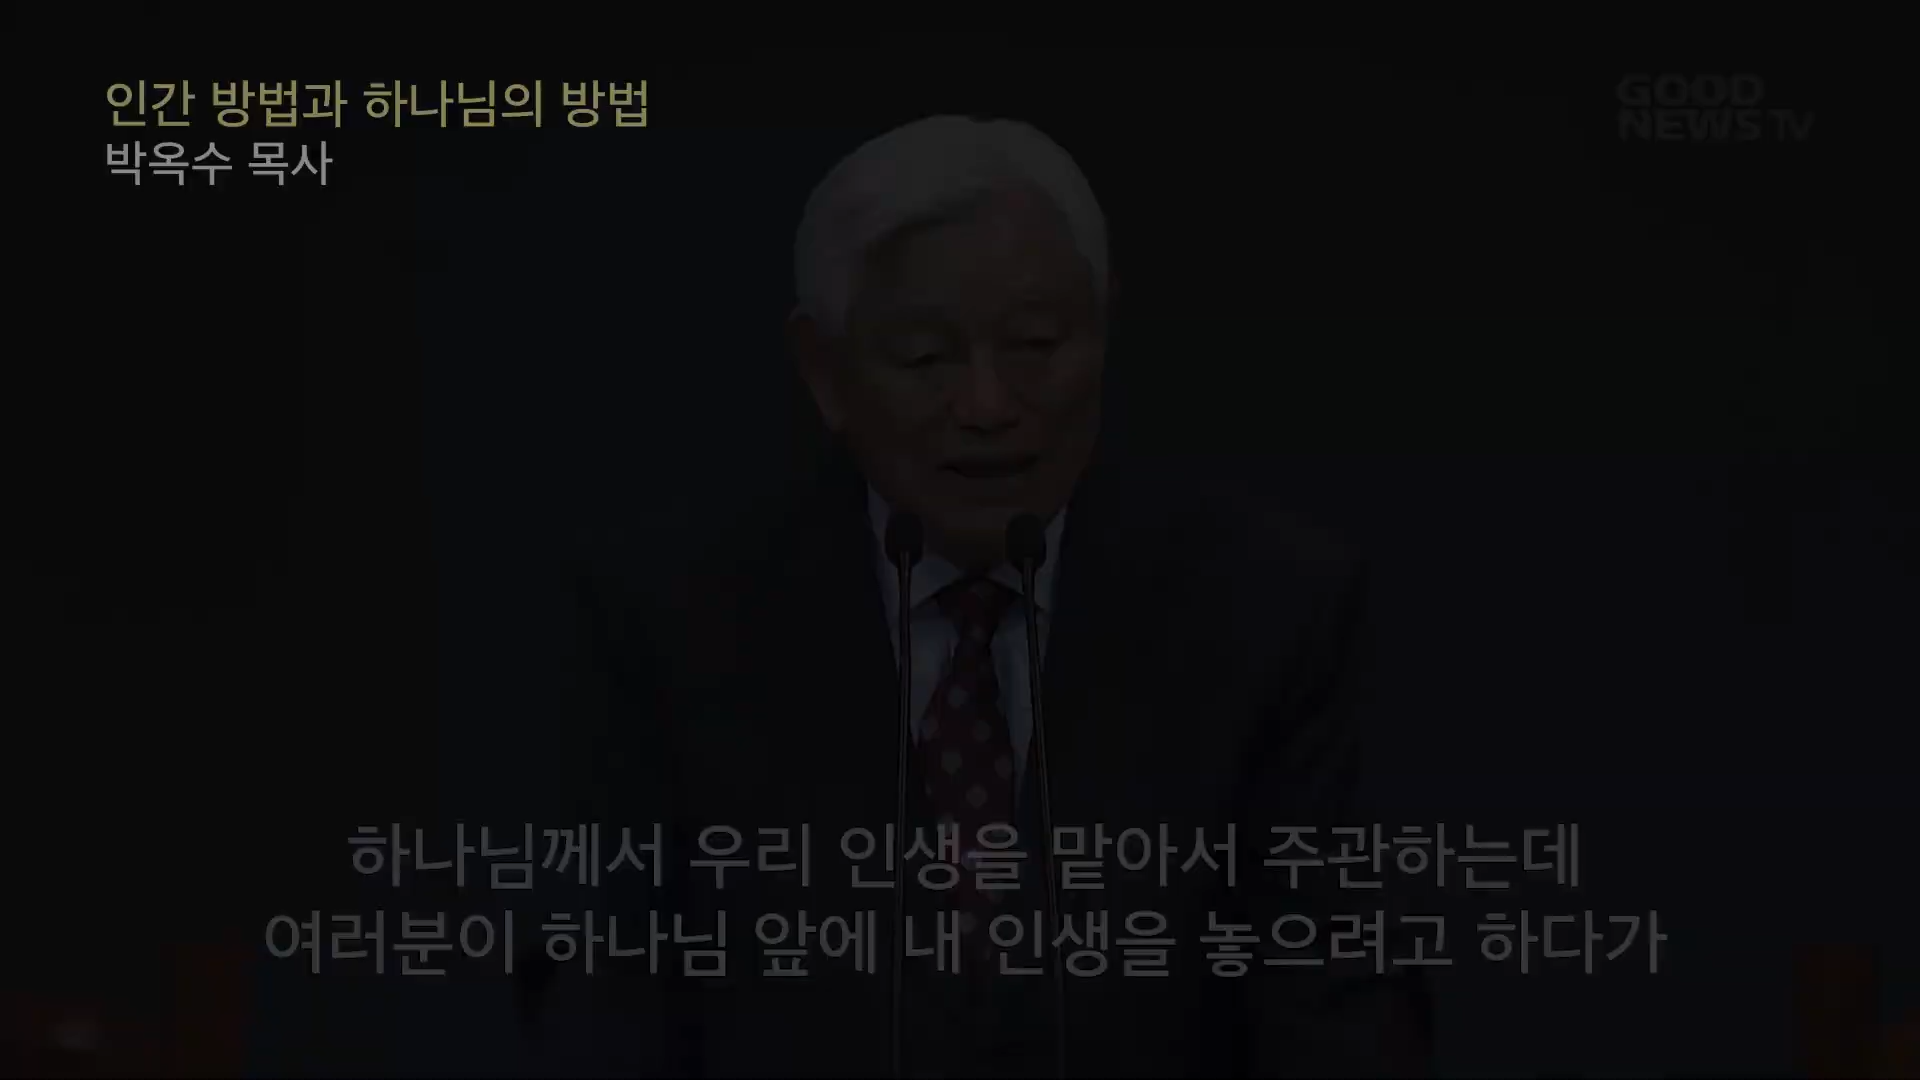 인간 방법과 하나님의 방법
박옥수 목사
GOOD
NEWS TV
하나님께서 우리 인생을 맡아서 주관하는데
여러분이 하나님 앞에 내 인생을 놓으려고 하다가